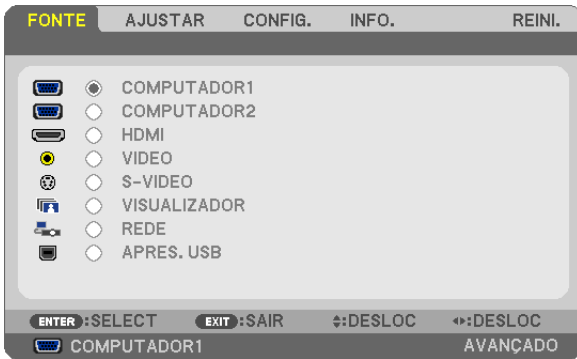 FONTE AJUSTAR CONFIG. INFO. REINI.
COMPUTADOR1
COMPUTADOR2
HDMI
VIDEO
S-VIDEO
VISUALIZADOR
REDE
APRES. USB
ENTER :SELECT EXIT :SAIR :DESLOC :DESLOC
COMPUTADOR1 AVANÇADO